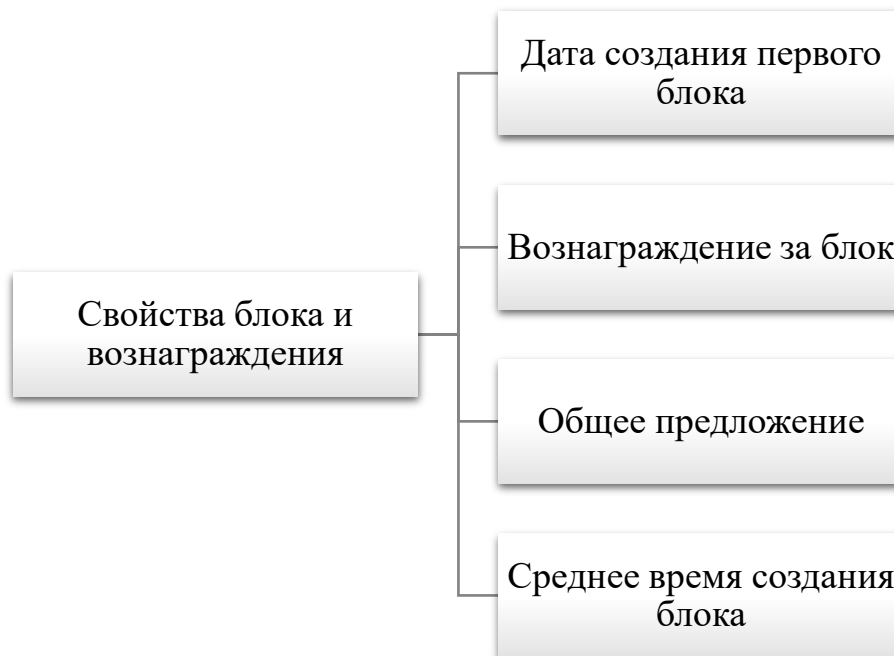 Дата создания первого
блока
Вознаграждение за блок
Свойства блока и
вознаграждения
Общее предложение
Среднее время создания
блока